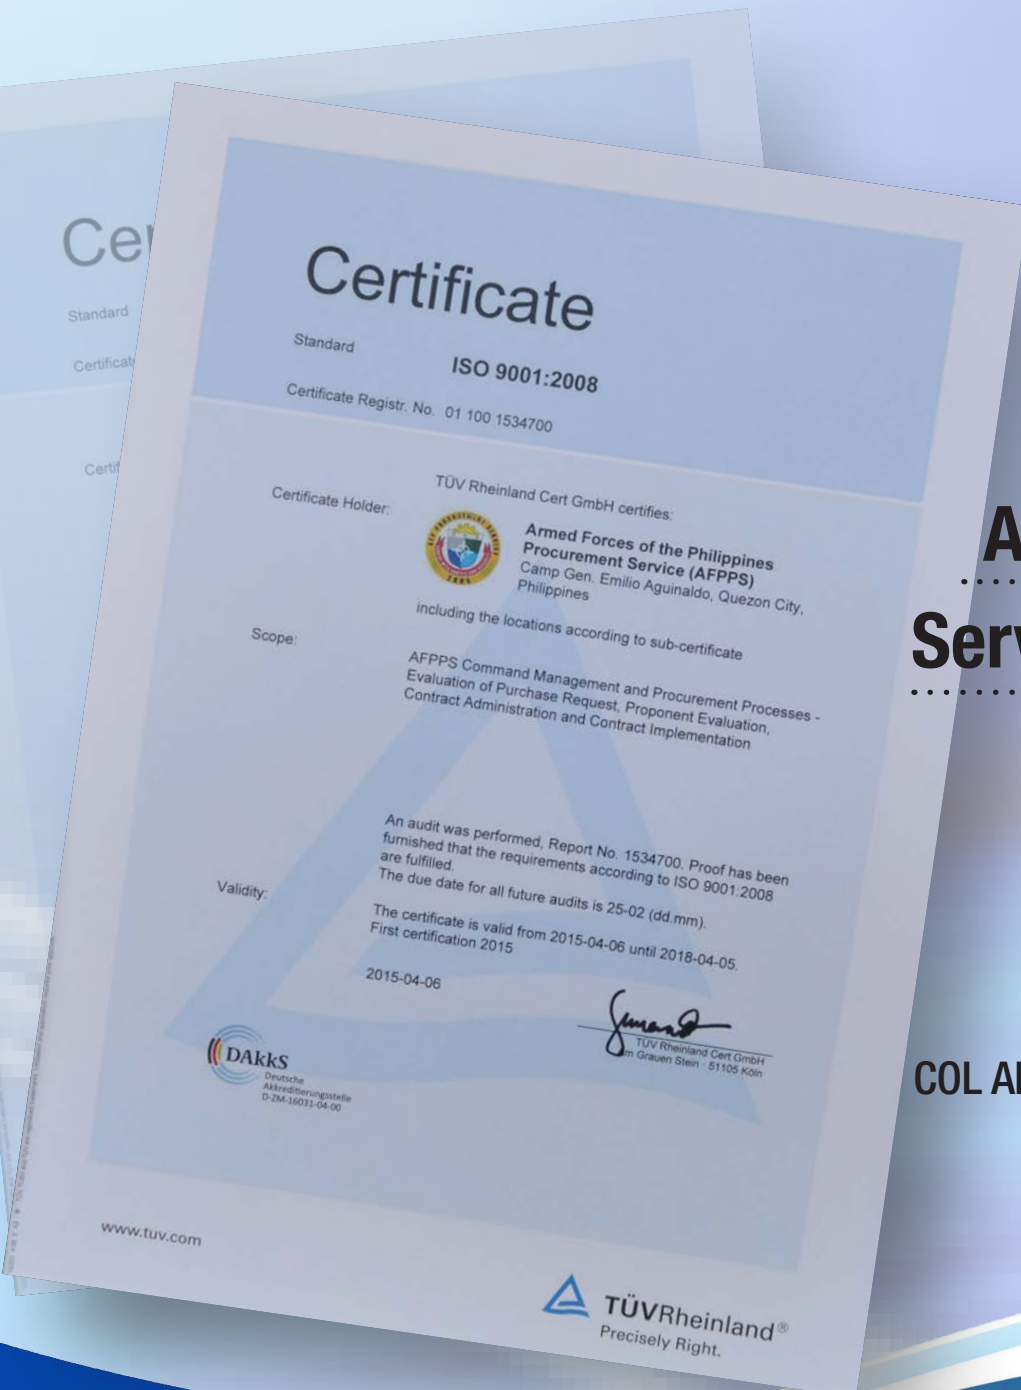 Cer
Standard
Certificat
Certif
Certificate
Standard
ISO 9001:2008
Certificate Registr. No. 01 100 1534700
Certificate Holder:
TÜV Rheinland Cert GmbH certifies:
Armed Forces of the Philippines
Procurement Service (AFPPS)
Camp Gen. Emilio Aguinaldo, Quezon City,
Philippines
including the locations according to sub-certificate
Scope:
AFPPS Command Management and Procurement Processes -
Evaluation of Purchase Request, Proponent Evaluation,
Contract Administration and Contract Implementation
An audit was performed, Report No. 1534700. Proof has been
furnished that the requirements according to ISO 9001:2008
are fulfilled.
The due date for all future audits is 25-02 (dd.mm).
Validity:
The certificate is valid from 2015-04-06 until 2018-04-05.
First certification 2015
2015-04-06
TÜV Rheinland Cert GmbH
Am Grauen Stein · 51105 Köln
DAkkS
Deutsche
Akkreditierungsstelle
D-ZM-16031-04-00
www.tuv.com
TÜVRheinland®
Precisely Right.
A
Serv
COL AR